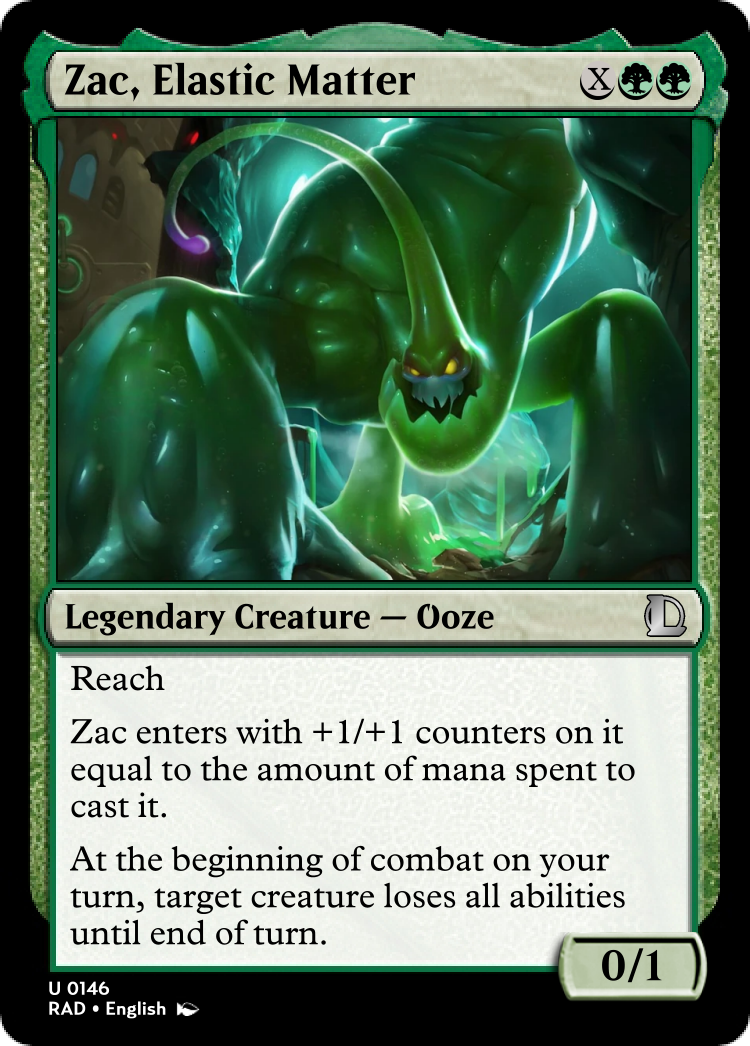 Zac, Elastic Matter X
Legendary Creature — Ooze
Reach
Zac enters with +1/+1 counters on it
equal to the amount of mana spent to
cast it.
At the beginning of combat on your
turn, target creature loses all abilities
until end of turn.
0/1
U 0146
RAD • English